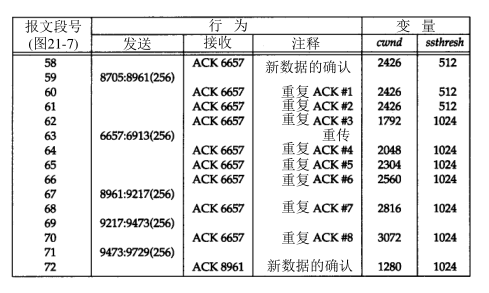 报文段号 行为 变量
(图21-7) 发送 接收 注释 cwnd ssthresh
58 ACK 6657 新数据的确认 2426 512
59 8705:8961(256)
60 ACK 6657 重复 ACK #1 2426 512
61 ACK 6657 重复 ACK #2 2426 512
62 ACK 6657 重复 ACK #3 1792 1024
63 6657:6913(256) 重传
64 ACK 6657 重复 ACK #4 2048 1024
65 ACK 6657 重复 ACK #5 2304 1024
66 ACK 6657 重复 ACK #6 2560 1024
67 8961:9217(256)
68 ACK 6657 重复 ACK #7 2816 1024
69 9217:9473(256)
70 ACK 6657 重复 ACK #8 3072 1024
71 9473:9729(256)
72 ACK 8961 新数据的确认 1280 1024